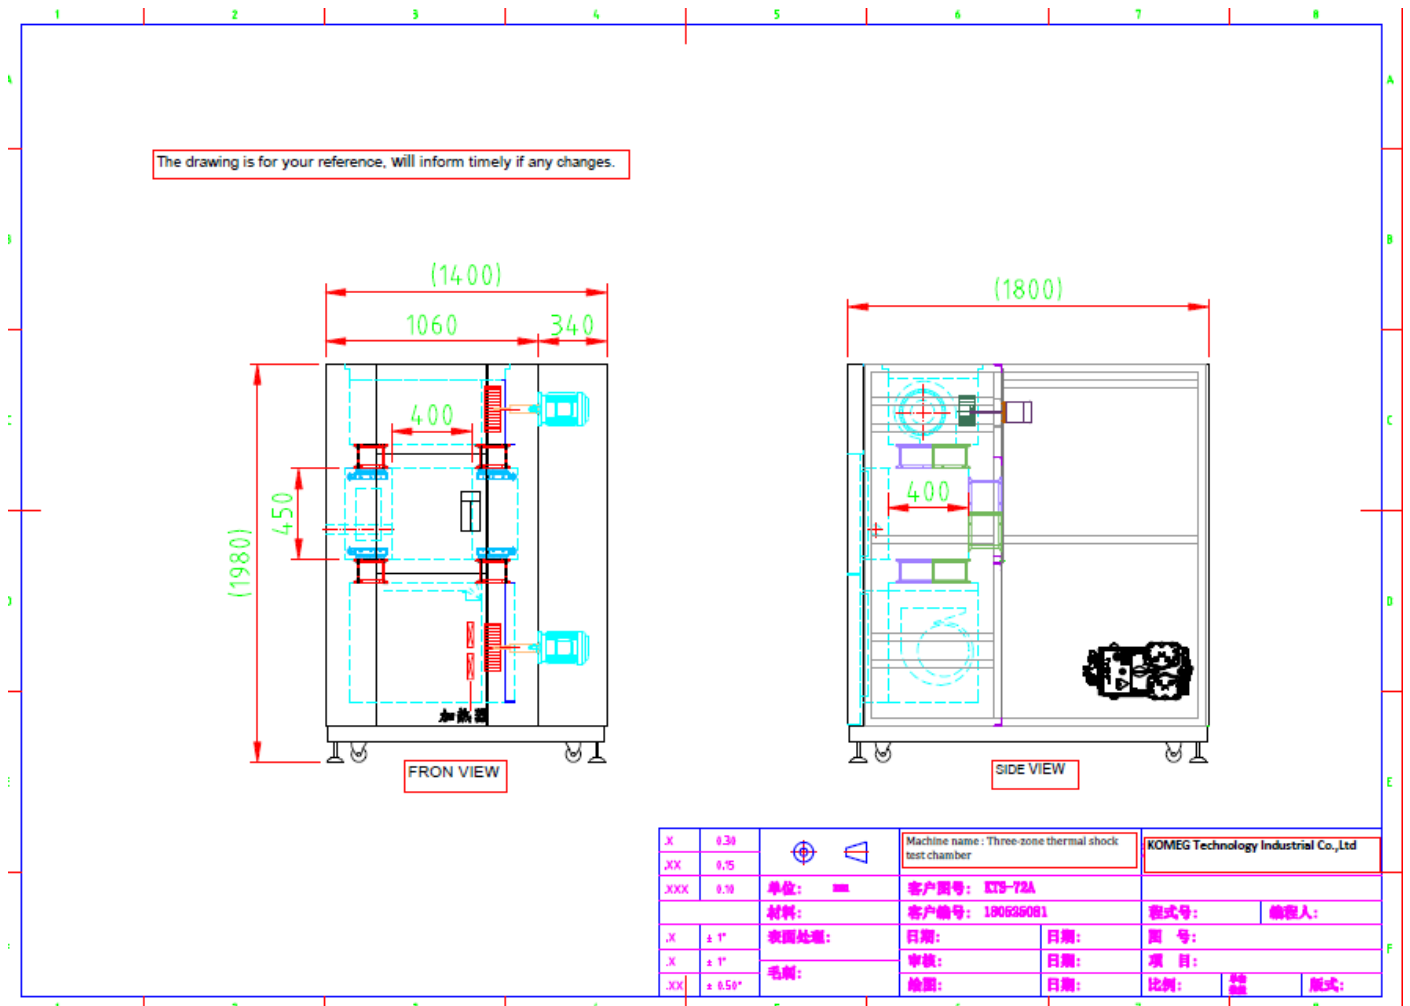 1 2 3 4 5 6 7 8
A A
The drawing is for your reference, will inform timely if any changes.
B B
(1400) (1800)
1060 340
C C
400
450 400
(1980)
D D
加热器
FRON VIEW SIDE VIEW
E E
.X 0.30
.XX 0.15
.XXX 0.10
Machine name : Three-zone thermal shock
test chamber
KOMEG Technology Industrial Co.,Ltd
单位: mm 客户图号: KTS-72A
材料: 客户编号: 180535081 程式号: 编程人:
.X ± 1° 表面处理: 日期: 日期: 图 号:
.X ± 1° 审核: 日期: 项 目:
.XX ± 0.50° 毛刺: 绘图: 日期: 比例: 版式:
F F